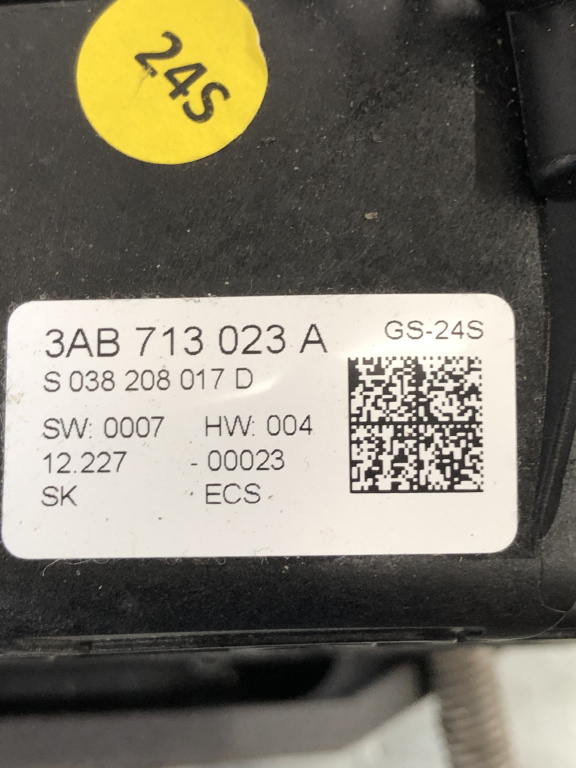 24S
3AB 713 023 A
GS-24S
S 038 208 017 D
SW: 0007 HW: 004
12.227 - 00023
SK ECS